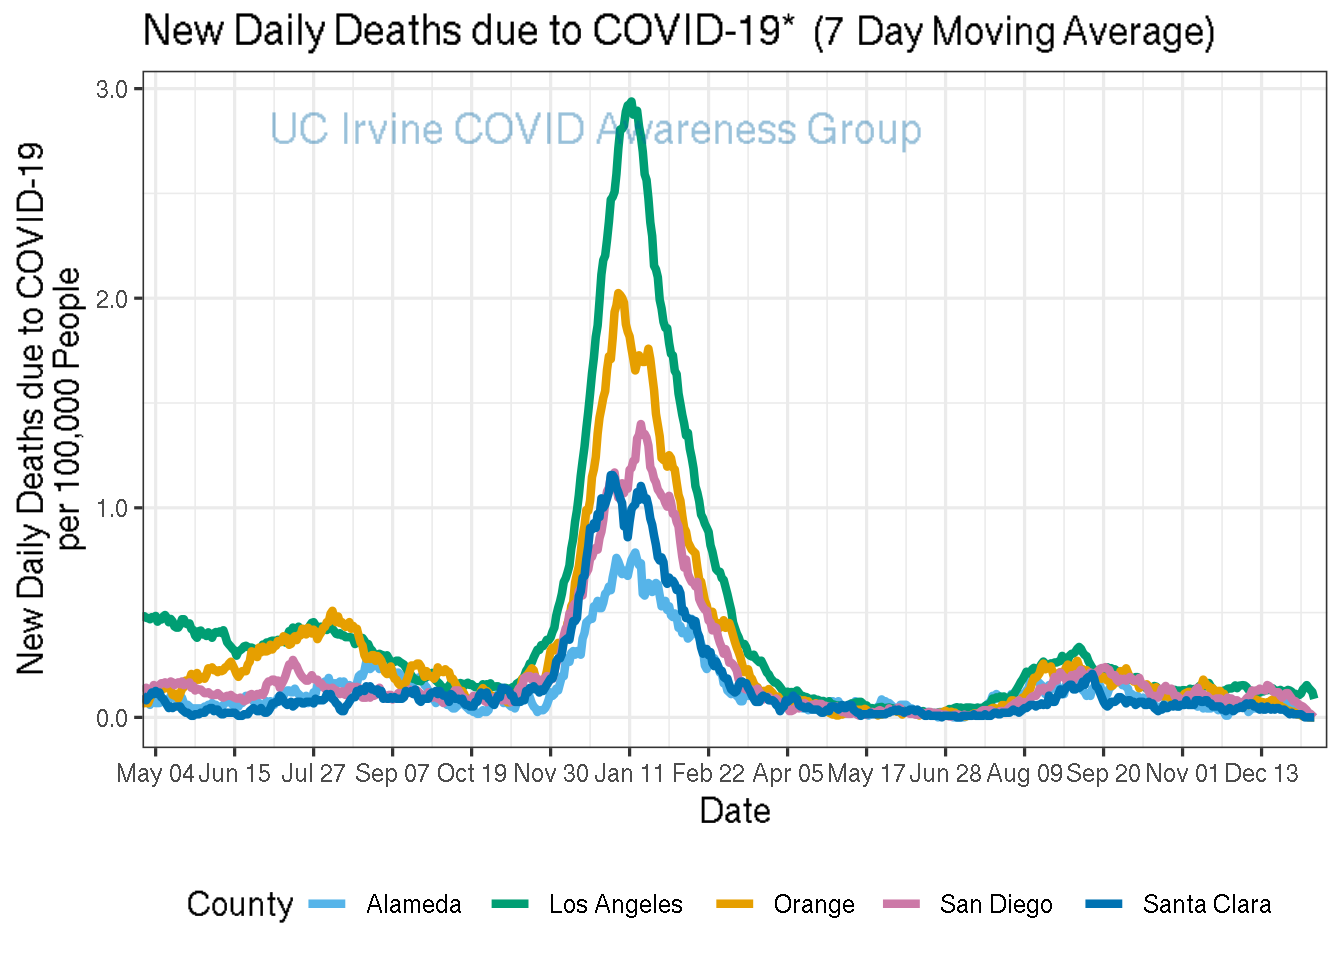 New Daily Deaths due to COVID-19* (7 Day Moving Average)
UC Irvine COVID Awareness Group
New Daily Deaths due to COVID-19
per 100,000 People
3.0
2.0
1.0
0.0
May 04 Jun 15 Jul 27 Sep 07 Oct 19 Nov 30 Jan 11 Feb 22 Apr 05 May 17 Jun 28 Aug 09 Sep 20 Nov 01 Dec 13
Date
County Alameda Los Angeles Orange San Diego Santa Clara